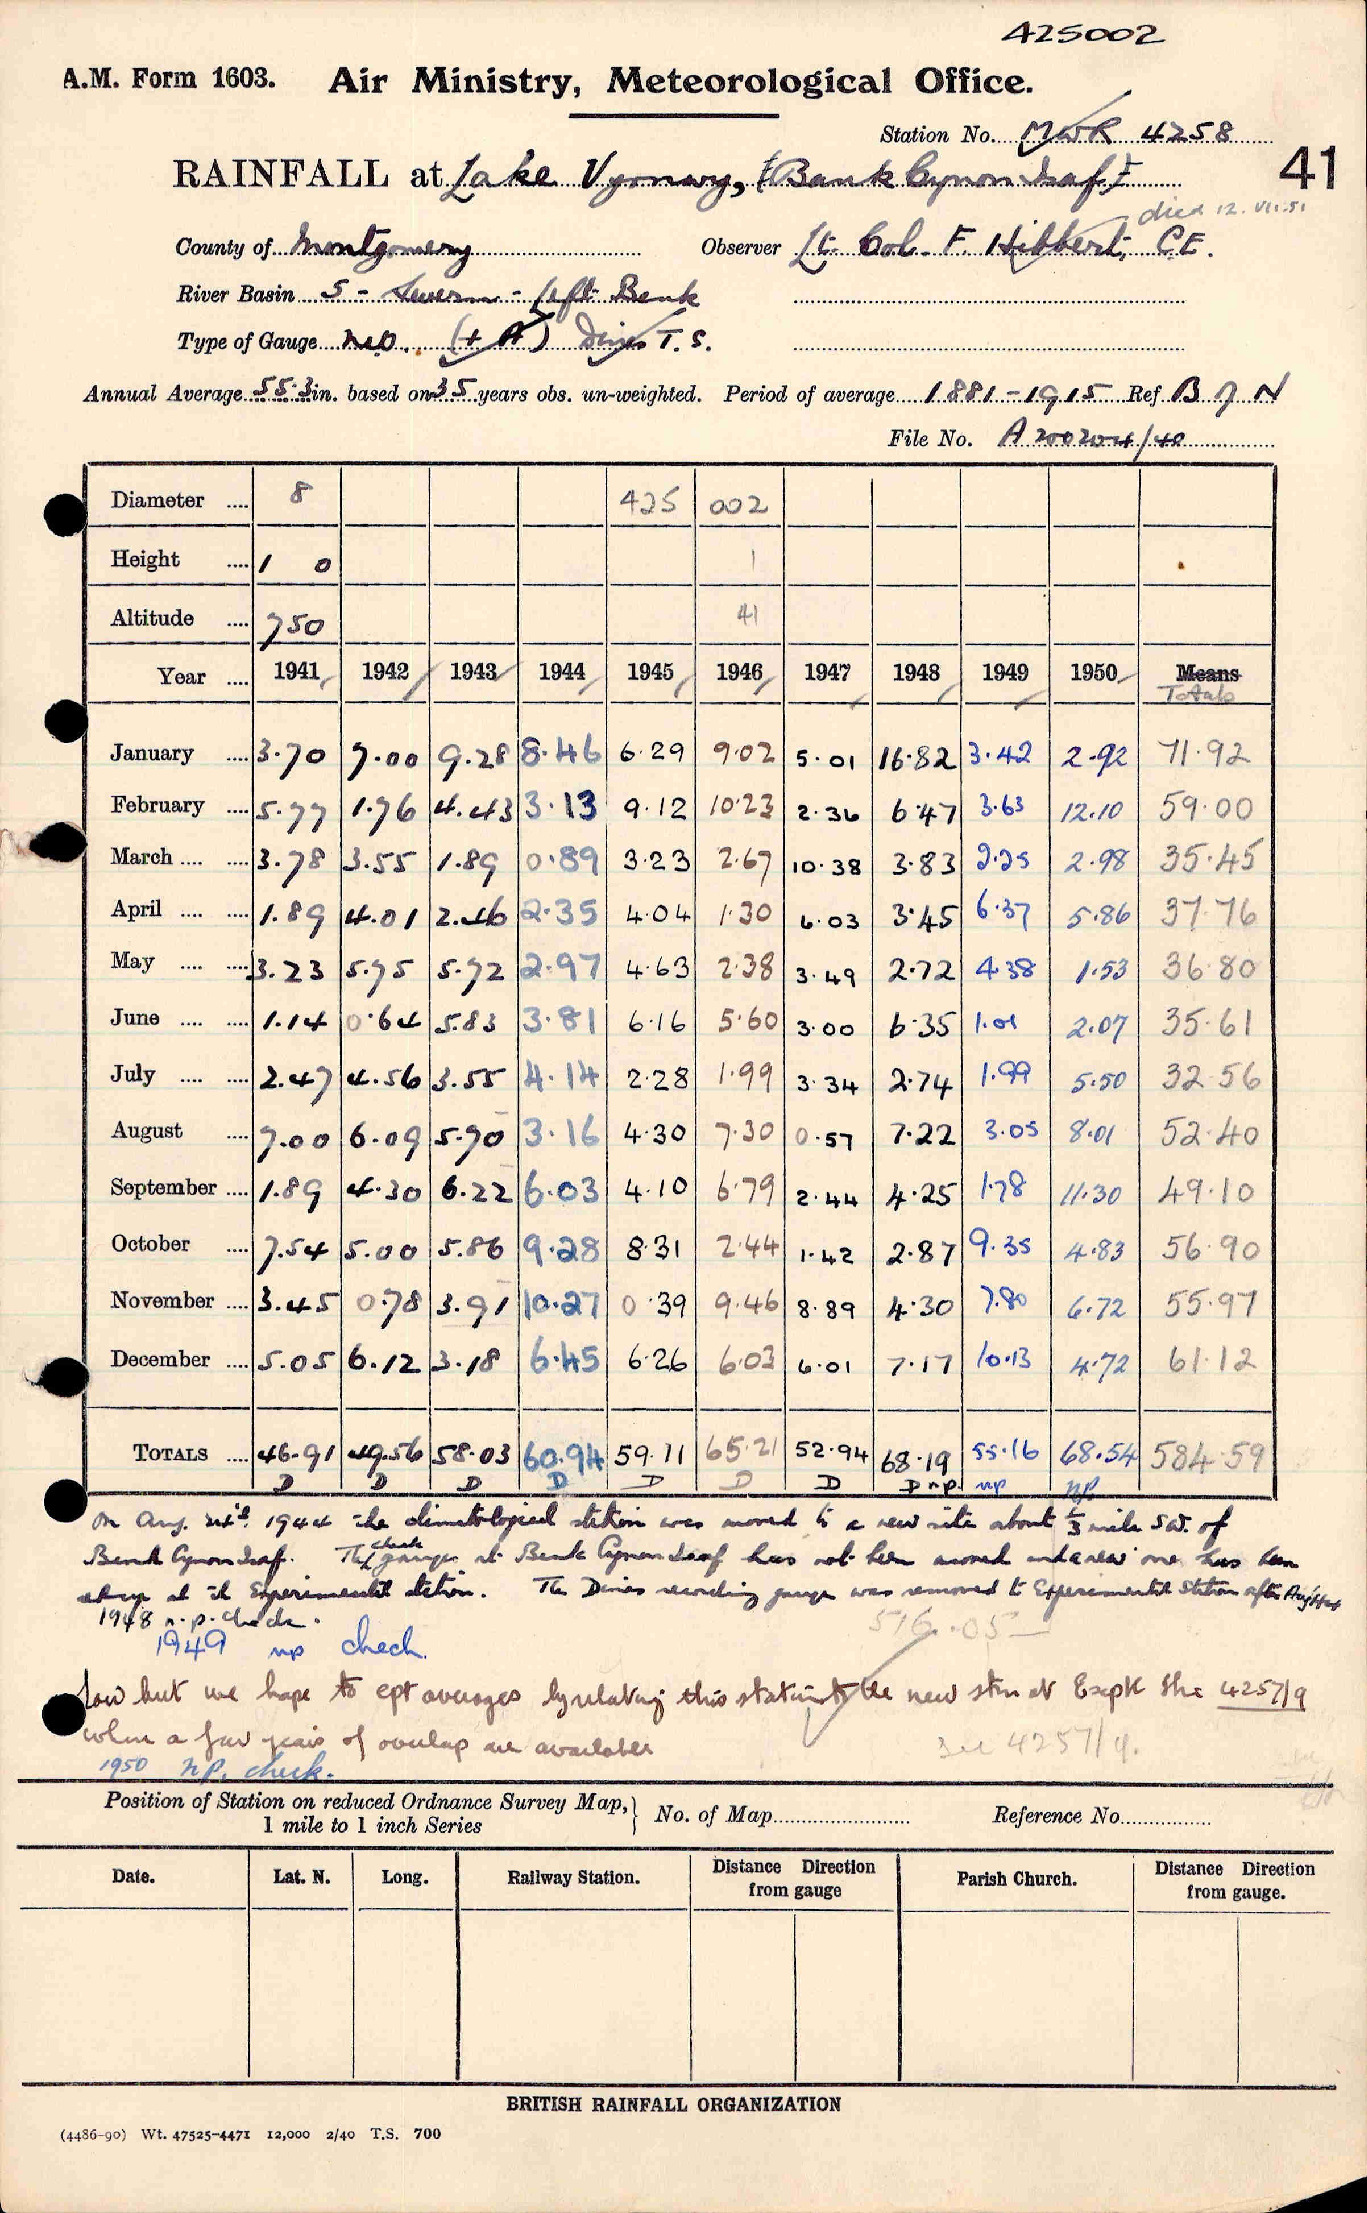 425002
A.M. Form 1603. Air Ministry, Meteorological Office.
Station No. MWR 4258
RAINFALL at Lake Vyrnwy, (Bank Cynon Isaf) 41
died 12.VII.51
County of Montgomery Observer Lt. Col. F. Hibbert, C.E.
River Basin 5 - Severn - left Bank
Type of Gauge M.O. (+ A) Dines T.S.
Annual Average 55.3 in. based on 35 years obs. un-weighted. Period of average 1881-1915 Ref B N
File No. A 200204/40
Diameter .... 8 425 002
Height .... 1 0 1
Altitude .... 750 41
Year .... 1941 1942 1943 1944 1945 1946 1947 1948 1949 1950 Means
Totals
January .... 3.70 7.00 9.28 8.46 6.29 9.02 5.01 16.82 3.42 2.92 71.92
February .... 5.77 1.76 4.43 3.13 9.12 10.23 2.36 6.47 3.63 12.10 59.00
March .... .... 3.78 3.55 1.89 0.89 3.23 2.67 10.38 3.83 2.25 2.98 35.45
April .... .... 1.89 4.01 2.46 2.35 4.04 1.30 6.03 3.45 6.37 5.86 37.76
May .... .... 3.23 5.75 5.72 2.97 4.63 2.38 3.49 2.72 4.38 1.53 36.80
June .... .... 1.14 0.64 5.83 3.81 6.16 5.60 3.00 6.35 1.01 2.07 35.61
July .... .... 2.47 4.56 3.55 4.14 2.28 1.99 3.34 2.74 1.99 5.50 32.56
August .... 7.00 6.09 5.70 3.16 4.30 7.30 0.57 7.22 3.05 8.01 52.40
September .... 1.89 4.30 6.22 6.03 4.10 6.79 2.44 4.25 1.78 11.30 49.10
October .... 7.54 5.00 5.86 9.28 8.31 2.44 1.42 2.87 9.35 4.83 56.90
November .... 3.45 0.78 3.91 10.27 0.39 9.46 8.89 4.30 7.80 6.72 55.97
December .... 5.05 6.12 3.18 6.45 6.26 6.03 6.01 7.17 10.13 4.72 61.12
TOTALS .... 46.91 49.56 58.03 60.94 59.11 65.21 52.94 68.19 55.16 68.54 584.59
D D D D D D D D n.p. np np.
On Aug. 1944 the climatological station was moved to a new site about 1/3 mile SW. of
Bank Cynon Isaf. The check gauge at Bank Cynon Isaf has not been moved and a new one has been
set up at the Experimental station. The Dines recording gauge was removed to Experimental Station after Aug/44
1948 n.p. check.
516.05
1949 np check.
low but we hope to get averages by relating this station to the new stn at Exptl Stn 4257/9
when a few years of overlap are available
see 4257/9.
1950 np. check.
Position of Station on reduced Ordnance Survey Map,} No. of Map.......... Reference No..........
1 mile to 1 inch Series
Date. Lat. N. Long. Railway Station. Distance from gauge Direction Parish Church. Distance Direction from gauge.
BRITISH RAINFALL ORGANIZATION
(4486-90) Wt. 47525-4471 12,000 2/40 T.S. 700